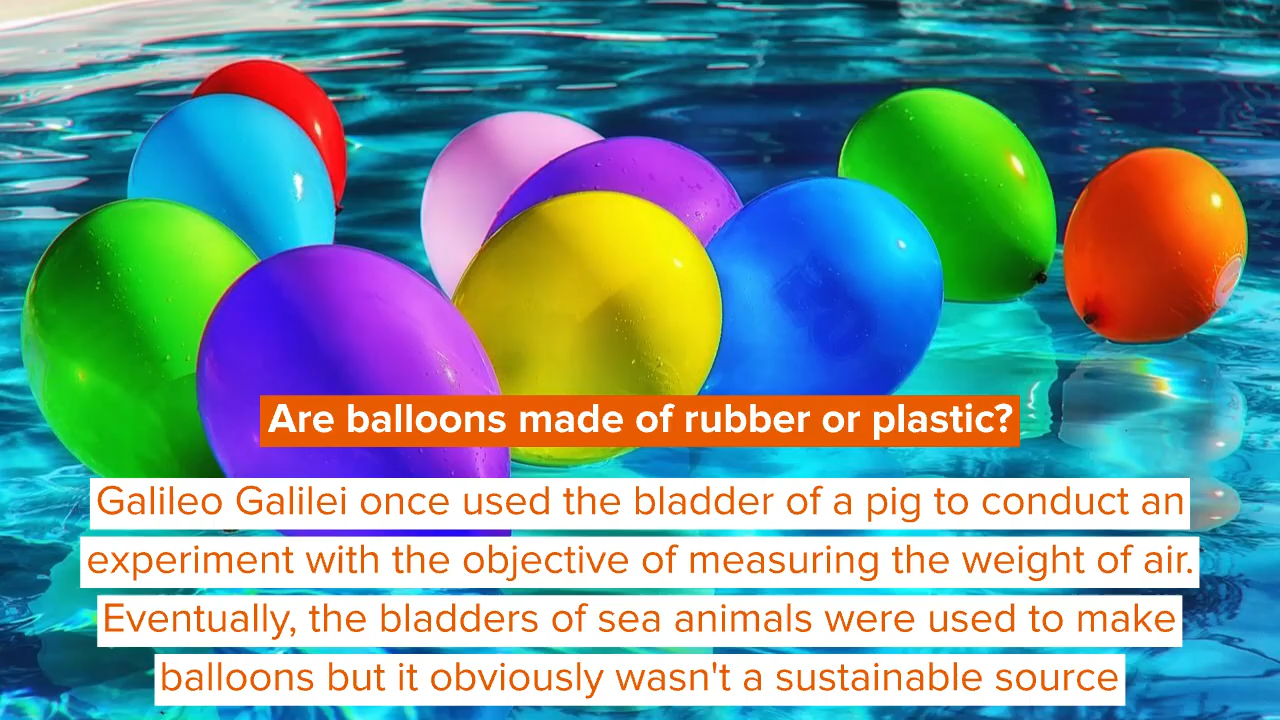 Are balloons made of rubber or plastic?
Galileo Galilei once used the bladder of a pig to conduct an
experiment with the objective of measuring the weight of air.
Eventually, the bladders of sea animals were used to make
balloons but it obviously wasn't a sustainable source